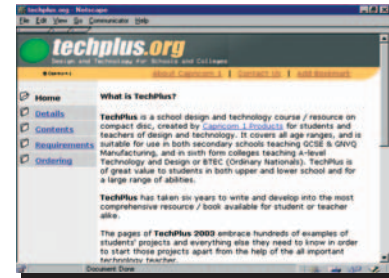 techplus.org - Netscape
File Edit View Go Communicator Help
techplus.org
Design and Technology for Schools and Colleges
About Capricorn 1 | Contact Us | Add Bookmark
Home
Details
Contents
Requirements
Ordering
What is TechPlus?
TechPlus is a school design and technology course / resource on
compact disc, created by Capricorn 1 Products for students and
teachers of design and technology. It covers all age ranges, and is
suitable for use in both secondary schools teaching GCSE & GNVQ
Manufacturing, and in sixth form colleges teaching A-level
Technology and Design or BTEC (Ordinary Nationals). TechPlus is
of great value to students in both upper and lower school and for
a large range of abilities.
TechPlus has taken six years to write and develop into the most
comprehensive resource / book available for student or teacher
alike.
The pages of TechPlus 2003 embrace hundreds of examples of
students' projects and everything else they need to know in order
to start those projects apart from the help of the all important
technology teacher.
Document Done